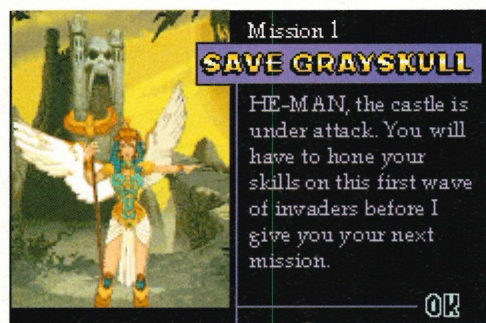 Mission 1
SAVE GRAYSKULL
HE-MAN, the castle is
under attack. You will
have to hone your
skills on this first wave
of invaders before I
give you your next
mission.
OK